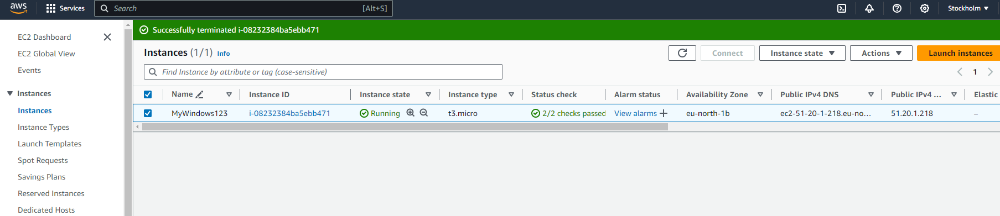 aws Services Search [Alt+S] Stockholm
EC2 Dashboard
EC2 Global View
Events
Instances
Instances
Instance Types
Launch Templates
Spot Requests
Savings Plans
Reserved Instances
Dedicated Hosts
Successfully terminated i-08232384ba5ebb471
Instances (1/1) Info Connect Instance state Actions Launch instances
Find Instance by attribute or tag (case-sensitive) 1
Name Instance ID Instance state Instance type Status check Alarm status Availability Zone Public IPv4 DNS Public IPv4 ... Elastic
MyWindows123 i-08232384ba5ebb471 Running t3.micro 2/2 checks passed View alarms + eu-north-1b ec2-51-20-1-218.eu-no... 51.20.1.218 –